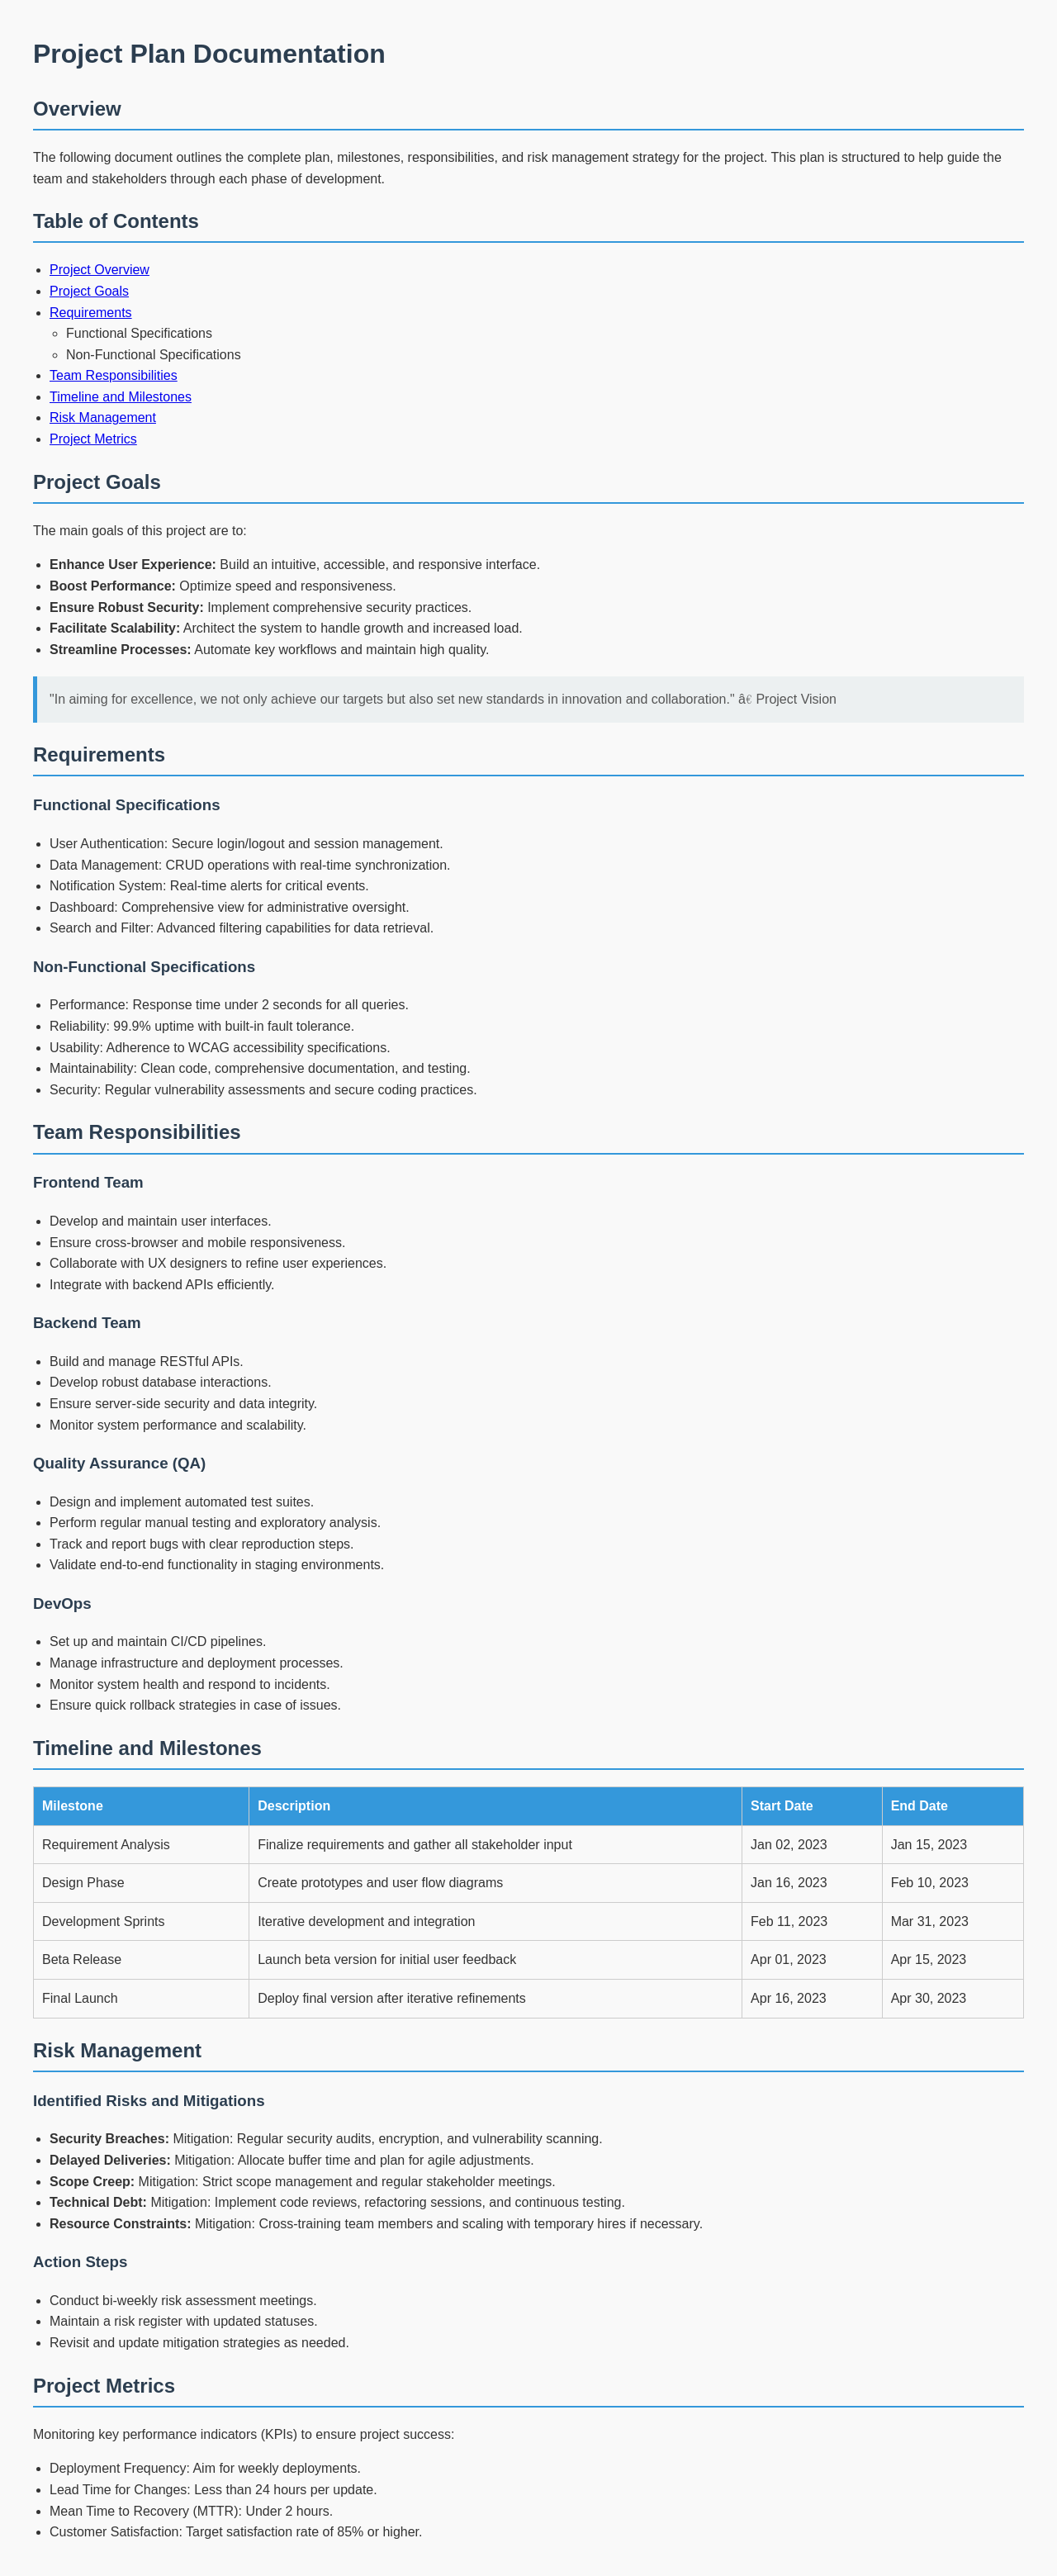 Project Plan Documentation
Overview
The following document outlines the complete plan, milestones, responsibilities, and risk management strategy for the project. This plan is structured to help guide the
team and stakeholders through each phase of development.
Table of Contents
Project Overview
Project Goals
Requirements
Functional Specifications
Non-Functional Specifications
Team Responsibilities
Timeline and Milestones
Risk Management
Project Metrics
Project Goals
The main goals of this project are to:
Enhance User Experience: Build an intuitive, accessible, and responsive interface.
Boost Performance: Optimize speed and responsiveness.
Ensure Robust Security: Implement comprehensive security practices.
Facilitate Scalability: Architect the system to handle growth and increased load.
Streamline Processes: Automate key workflows and maintain high quality.
"In aiming for excellence, we not only achieve our targets but also set new standards in innovation and collaboration." â€ Project Vision
Requirements
Functional Specifications
User Authentication: Secure login/logout and session management.
Data Management: CRUD operations with real-time synchronization.
Notification System: Real-time alerts for critical events.
Dashboard: Comprehensive view for administrative oversight.
Search and Filter: Advanced filtering capabilities for data retrieval.
Non-Functional Specifications
Performance: Response time under 2 seconds for all queries.
Reliability: 99.9% uptime with built-in fault tolerance.
Usability: Adherence to WCAG accessibility specifications.
Maintainability: Clean code, comprehensive documentation, and testing.
Security: Regular vulnerability assessments and secure coding practices.
Team Responsibilities
Frontend Team
Develop and maintain user interfaces.
Ensure cross-browser and mobile responsiveness.
Collaborate with UX designers to refine user experiences.
Integrate with backend APIs efficiently.
Backend Team
Build and manage RESTful APIs.
Develop robust database interactions.
Ensure server-side security and data integrity.
Monitor system performance and scalability.
Quality Assurance (QA)
Design and implement automated test suites.
Perform regular manual testing and exploratory analysis.
Track and report bugs with clear reproduction steps.
Validate end-to-end functionality in staging environments.
DevOps
Set up and maintain CI/CD pipelines.
Manage infrastructure and deployment processes.
Monitor system health and respond to incidents.
Ensure quick rollback strategies in case of issues.
Timeline and Milestones
Milestone Description Start Date End Date
Requirement Analysis Finalize requirements and gather all stakeholder input Jan 02, 2023 Jan 15, 2023
Design Phase Create prototypes and user flow diagrams Jan 16, 2023 Feb 10, 2023
Development Sprints Iterative development and integration Feb 11, 2023 Mar 31, 2023
Beta Release Launch beta version for initial user feedback Apr 01, 2023 Apr 15, 2023
Final Launch Deploy final version after iterative refinements Apr 16, 2023 Apr 30, 2023
Risk Management
Identified Risks and Mitigations
Security Breaches: Mitigation: Regular security audits, encryption, and vulnerability scanning.
Delayed Deliveries: Mitigation: Allocate buffer time and plan for agile adjustments.
Scope Creep: Mitigation: Strict scope management and regular stakeholder meetings.
Technical Debt: Mitigation: Implement code reviews, refactoring sessions, and continuous testing.
Resource Constraints: Mitigation: Cross-training team members and scaling with temporary hires if necessary.
Action Steps
Conduct bi-weekly risk assessment meetings.
Maintain a risk register with updated statuses.
Revisit and update mitigation strategies as needed.
Project Metrics
Monitoring key performance indicators (KPIs) to ensure project success:
Deployment Frequency: Aim for weekly deployments.
Lead Time for Changes: Less than 24 hours per update.
Mean Time to Recovery (MTTR): Under 2 hours.
Customer Satisfaction: Target satisfaction rate of 85% or higher.